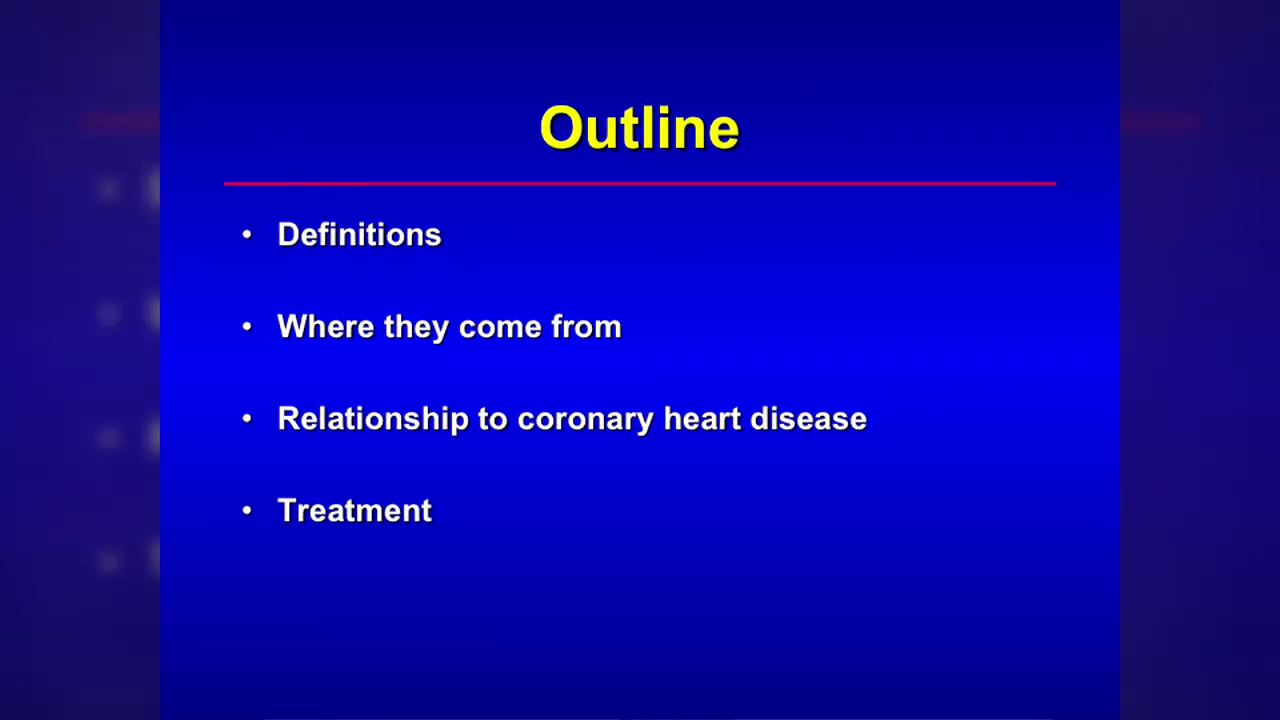 Outline
• Definitions
• Where they come from
• Relationship to coronary heart disease
• Treatment